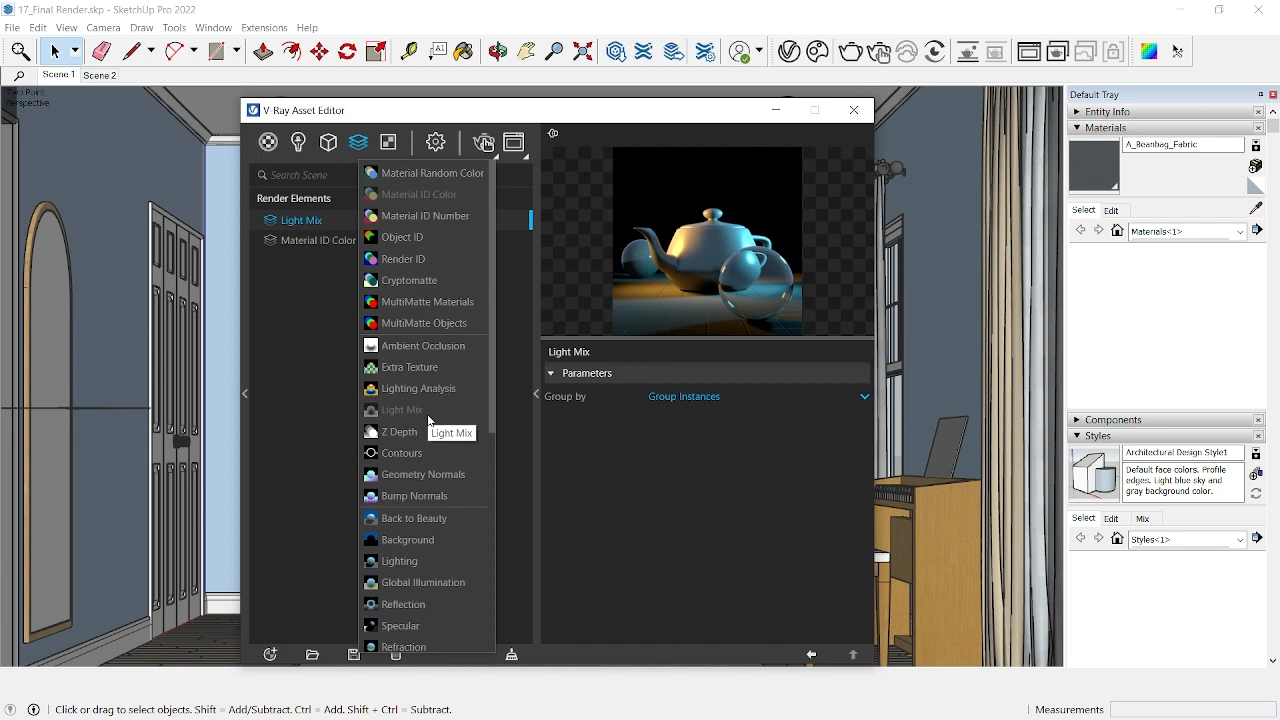 17_Final Render.skp - SketchUp Pro 2022
File Edit View Camera Draw Tools Window Extensions Help
Scene 1 Scene 2
Two Point
Perspective
V-Ray Asset Editor
Search Scene
Render Elements
Light Mix
Material ID Color
Material Random Color
Material ID Color
Material ID Number
Object ID
Render ID
Cryptomatte
MultiMatte Materials
MultiMatte Objects
Ambient Occlusion
Extra Texture
Lighting Analysis
Light Mix
Z Depth
Light Mix
Contours
Geometry Normals
Bump Normals
Back to Beauty
Background
Lighting
Global Illumination
Reflection
Specular
Refraction
Light Mix
Parameters
Group by Group Instances
Default Tray
Entity Info
Materials
A_Beanbag_Fabric
Select Edit
Materials<1>
Components
Styles
Architectural Design Style1
Default face colors. Profile
edges. Light blue sky and
gray background color.
Select Edit Mix
Styles<1>
Click or drag to select objects. Shift = Add/Subtract. Ctrl = Add. Shift + Ctrl = Subtract.
Measurements